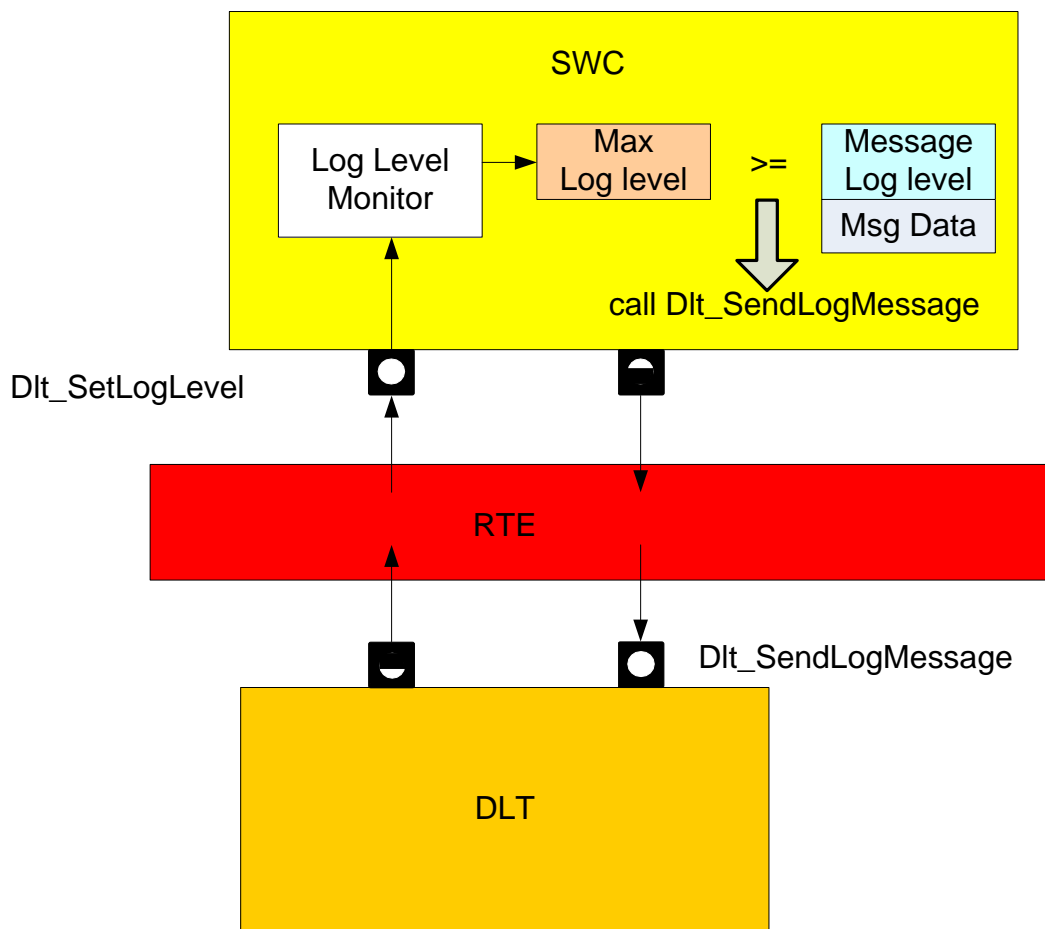 SWC
Log Level
Monitor
Max
Log level
>=
Message
Log level
Msg Data
call Dlt_SendLogMessage
Dlt_SetLogLevel
RTE
Dlt_SendLogMessage
DLT